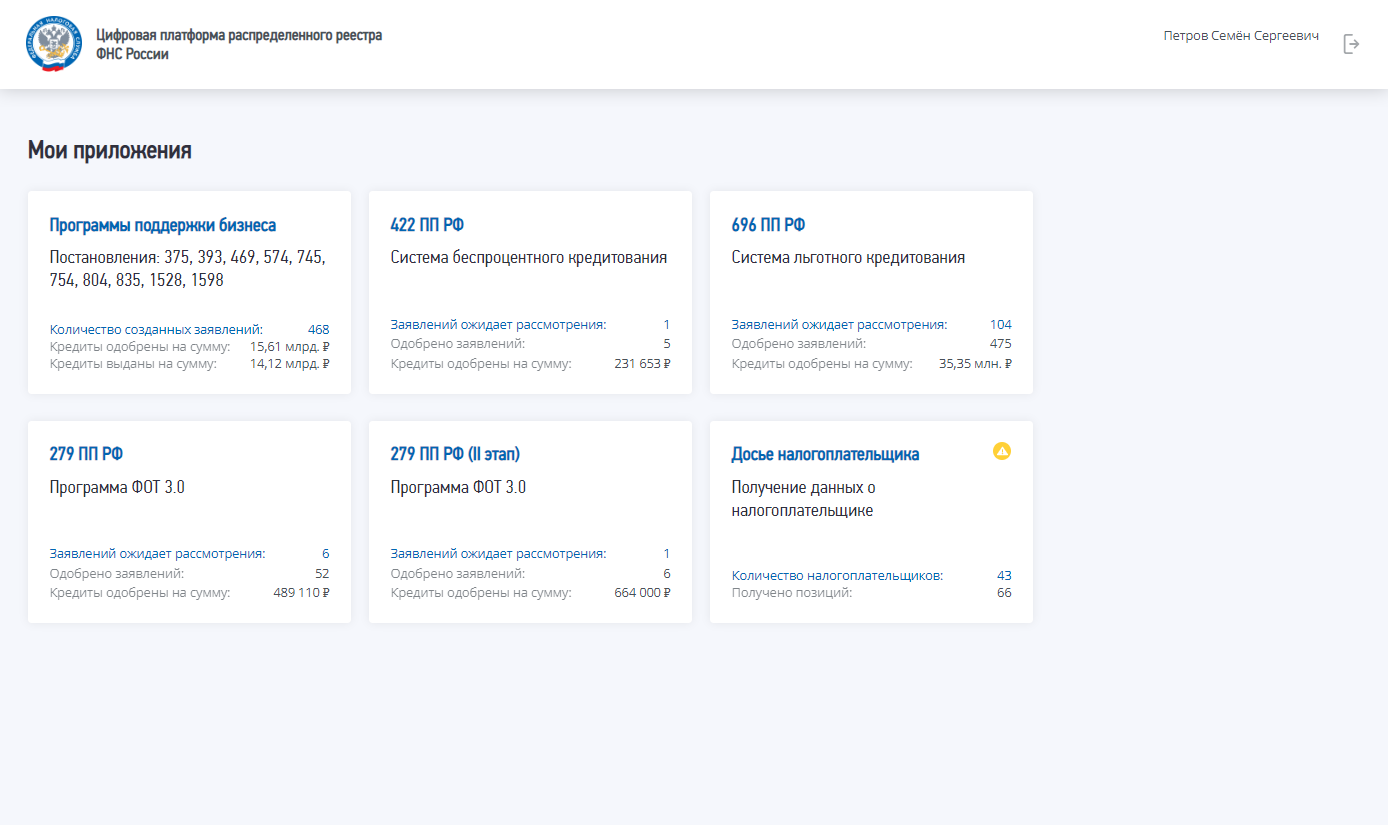 Цифровая платформа распределенного реестра
ФНС России
Петров Семён Сергеевич
Мои приложения
Программы поддержки бизнеса
Постановления: 375, 393, 469, 574, 745,
754, 804, 835, 1528, 1598
Количество созданных заявлений: 468
Кредиты одобрены на сумму: 15,61 млрд. ₽
Кредиты выданы на сумму: 14,12 млрд. ₽
422 ПП РФ
Система беспроцентного кредитования
Заявлений ожидает рассмотрения: 1
Одобрено заявлений: 5
Кредиты одобрены на сумму: 231 653 ₽
696 ПП РФ
Система льготного кредитования
Заявлений ожидает рассмотрения: 104
Одобрено заявлений: 475
Кредиты одобрены на сумму: 35,35 млн. ₽
279 ПП РФ
Программа ФОТ 3.0
Заявлений ожидает рассмотрения: 6
Одобрено заявлений: 52
Кредиты одобрены на сумму: 489 110 ₽
279 ПП РФ (II этап)
Программа ФОТ 3.0
Заявлений ожидает рассмотрения: 1
Одобрено заявлений: 6
Кредиты одобрены на сумму: 664 000 ₽
Досье налогоплательщика
Получение данных о
налогоплательщике
Количество налогоплательщиков: 43
Получено позиций: 66